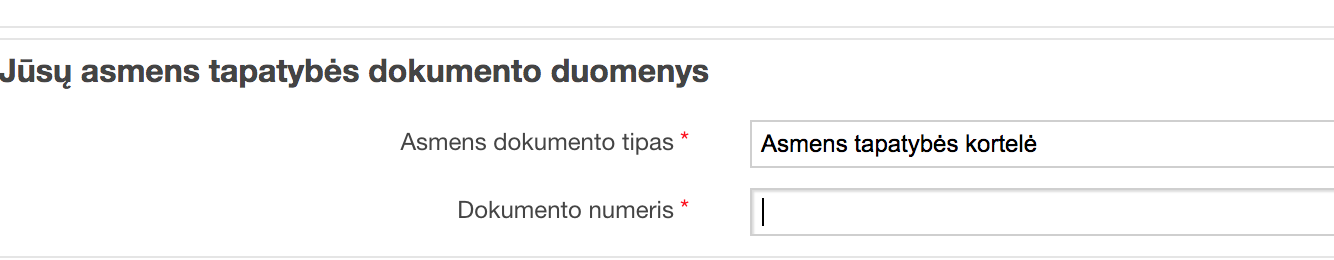 Jūsų asmens tapatybės dokumento duomenys
Asmens dokumento tipas * Asmens tapatybės kortelė
Dokumento numeris *